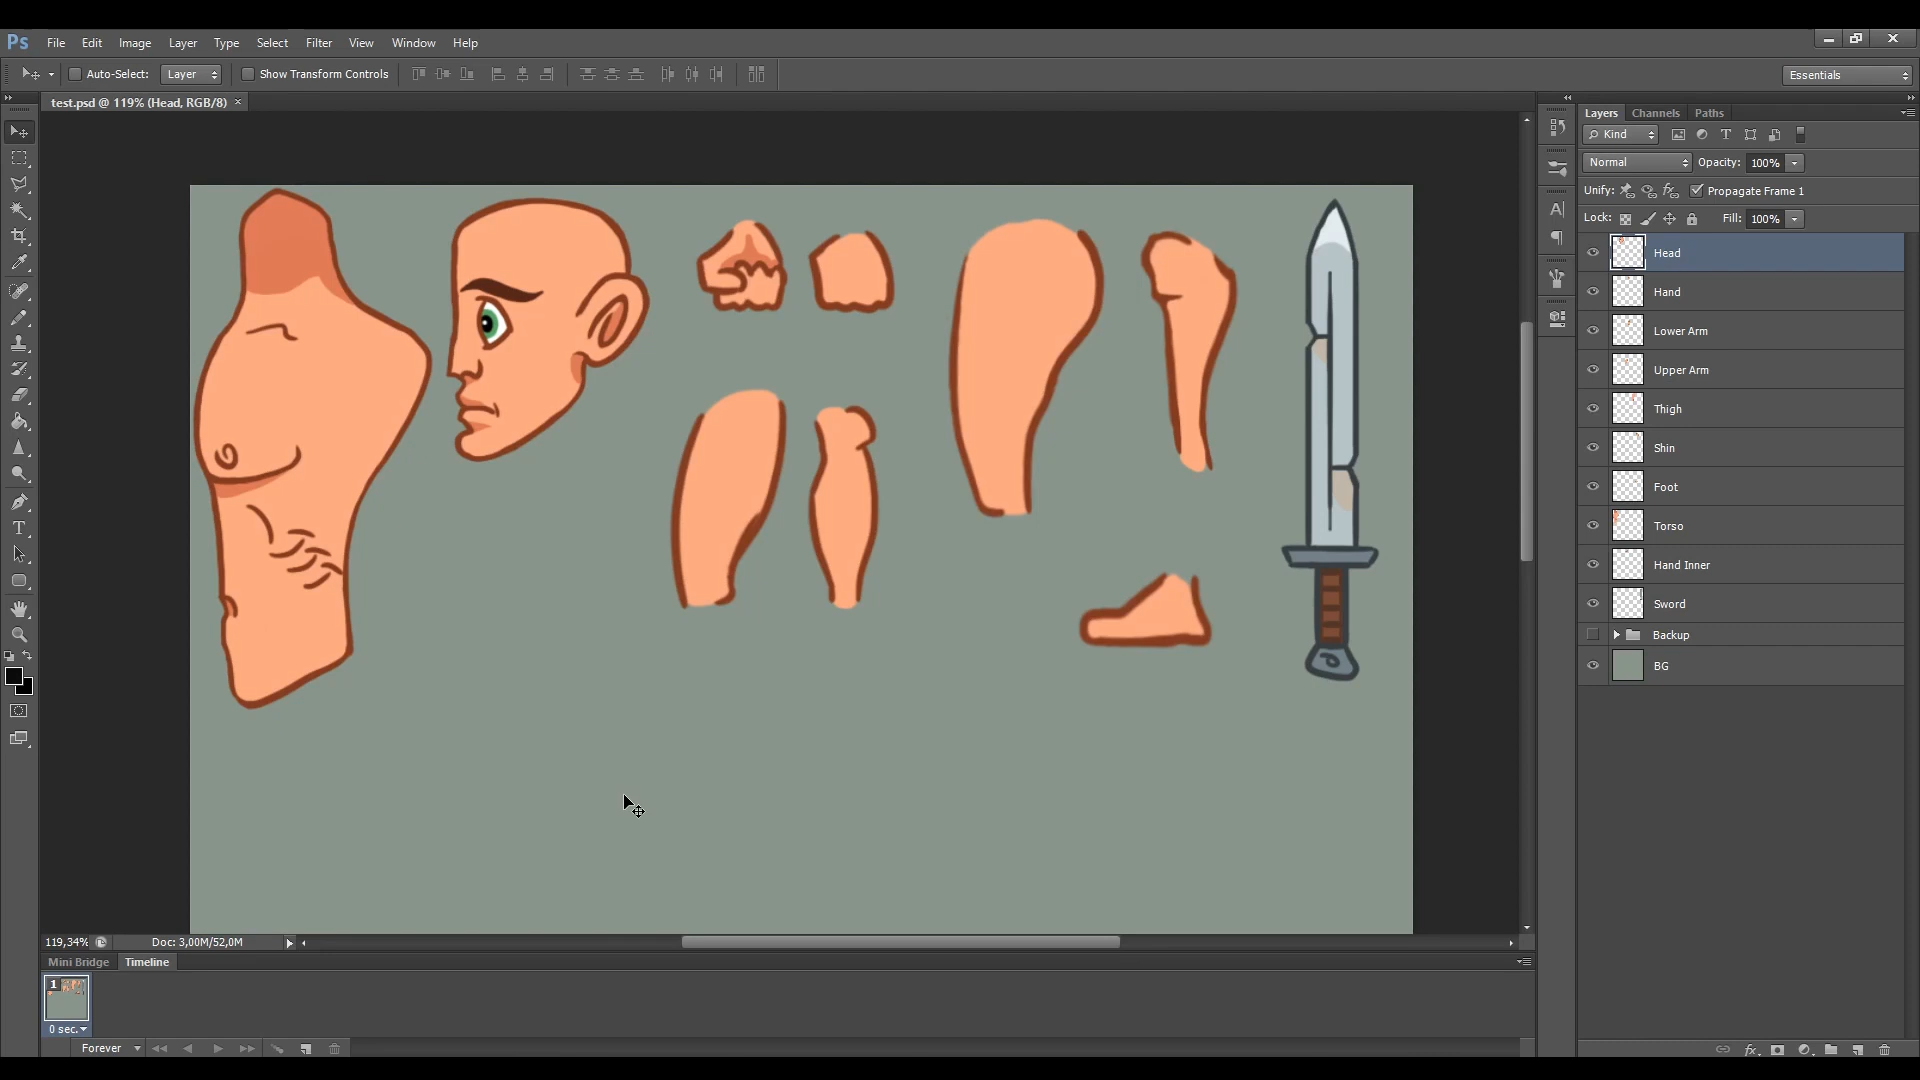 Ps File Edit Image Layer Type Select Filter View Window Help
Auto-Select: Layer Show Transform Controls Essentials
test.psd @ 119% (Head, RGB/8) ×
Layers Channels Paths
Kind
Normal Opacity: 100%
Unify: Propagate Frame 1
Lock: Fill: 100%
Head
Hand
Lower Arm
Upper Arm
Thigh
Shin
Foot
Torso
Hand Inner
Sword
Backup
BG
119,34% Doc: 3,00M/52,0M
Mini Bridge Timeline
1
0 sec.
Forever